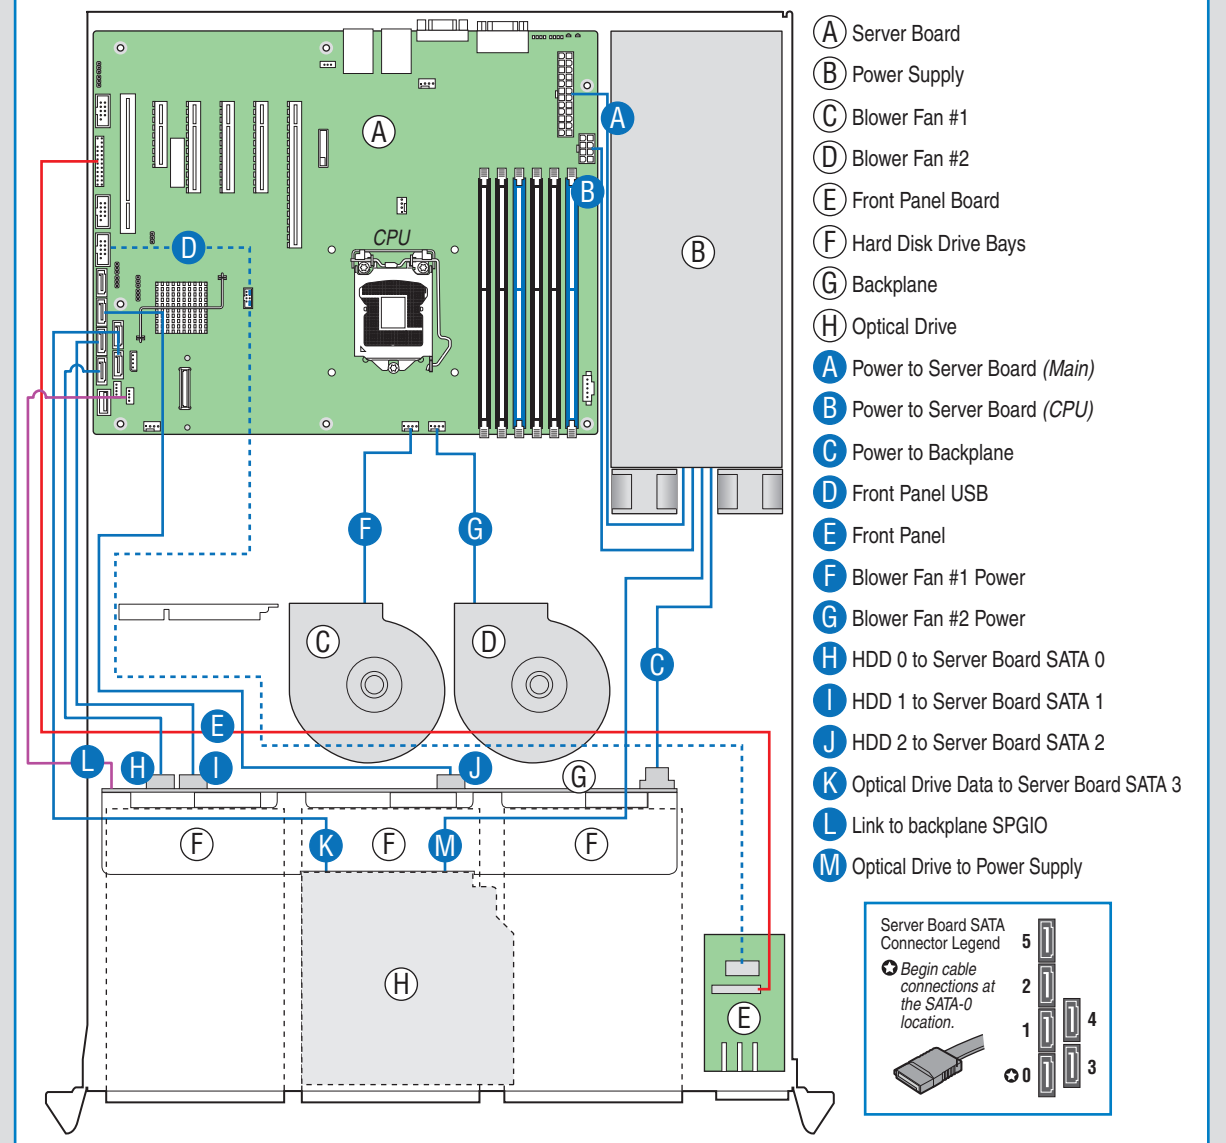 A
A
B
CPU
D
B
F
G
C
D
C
E
L
H
I
J
G
F
K
F
M
F
H
E
A Server Board
B Power Supply
C Blower Fan #1
D Blower Fan #2
E Front Panel Board
F Hard Disk Drive Bays
G Backplane
H Optical Drive
A Power to Server Board (Main)
B Power to Server Board (CPU)
C Power to Backplane
D Front Panel USB
E Front Panel
F Blower Fan #1 Power
G Blower Fan #2 Power
H HDD 0 to Server Board SATA 0
I HDD 1 to Server Board SATA 1
J HDD 2 to Server Board SATA 2
K Optical Drive Data to Server Board SATA 3
L Link to backplane SPGIO
M Optical Drive to Power Supply
Server Board SATA
Connector Legend
Begin cable
connections at
the SATA-0
location.
5
2
1
4
0
3